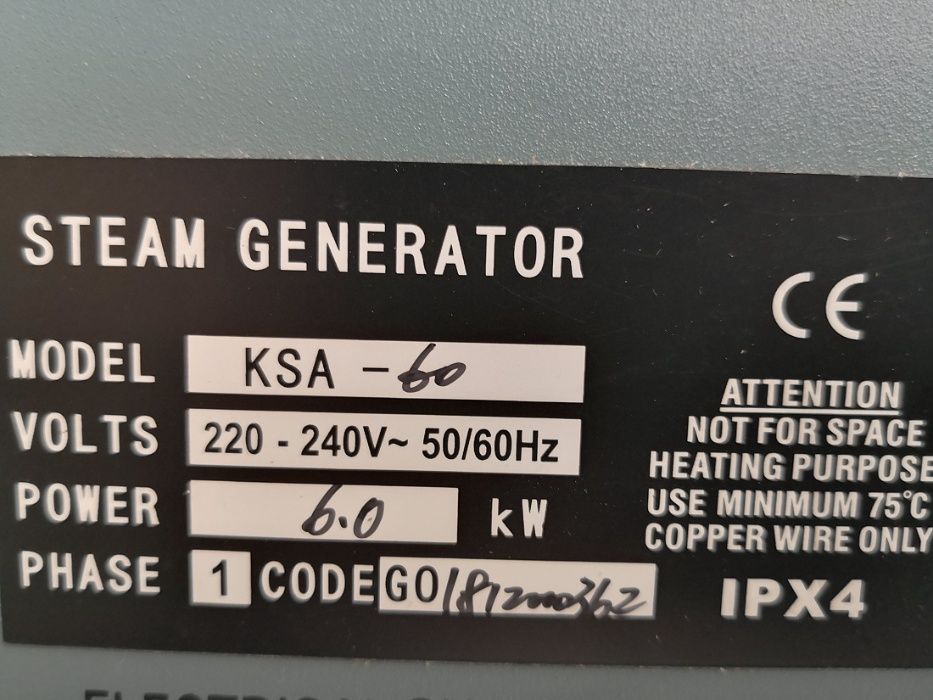 STEAM GENERATOR
CE
MODEL KSA - 60
VOLTS 220 - 240V~ 50/60Hz
POWER 6.0 kW
PHASE 1 CODE GO
ATTENTION
NOT FOR SPACE
HEATING PURPOSE
USE MINIMUM 75°C
COPPER WIRE ONLY
IPX4